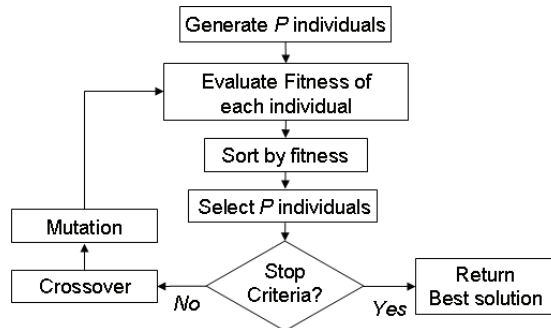 Generate P individuals
Evaluate Fitness of
each individual
Sort by fitness
Select P individuals
Mutation
Crossover
Stop
Criteria?
No
Yes
Return
Best solution